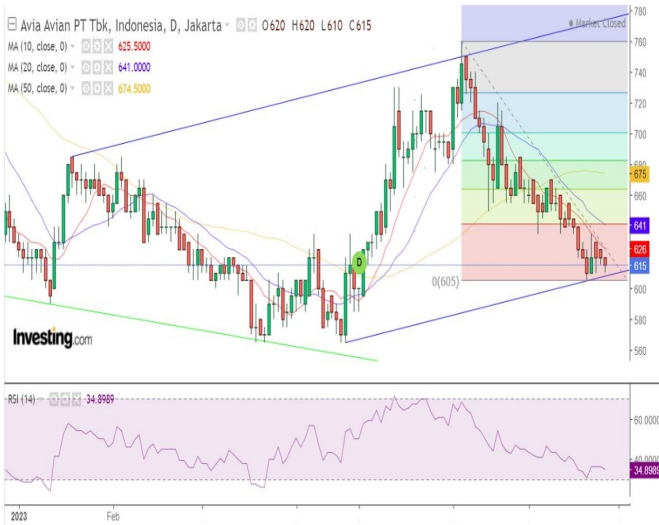 Avia Avian PT Tbk, Indonesia, D, Jakarta O620 H620 L610 C615
Market Closed
MA (10, close, 0) 625.5000
MA (20, close, 0) 641.0000
MA (50, close, 0) 674.5000
780
760
740
720
700
680
675
660
641
626
615
600
580
560
D
0(605)
Investing.com
RSI (14) 34.8989
60.0000
40.0000
34.8989
2023 Feb